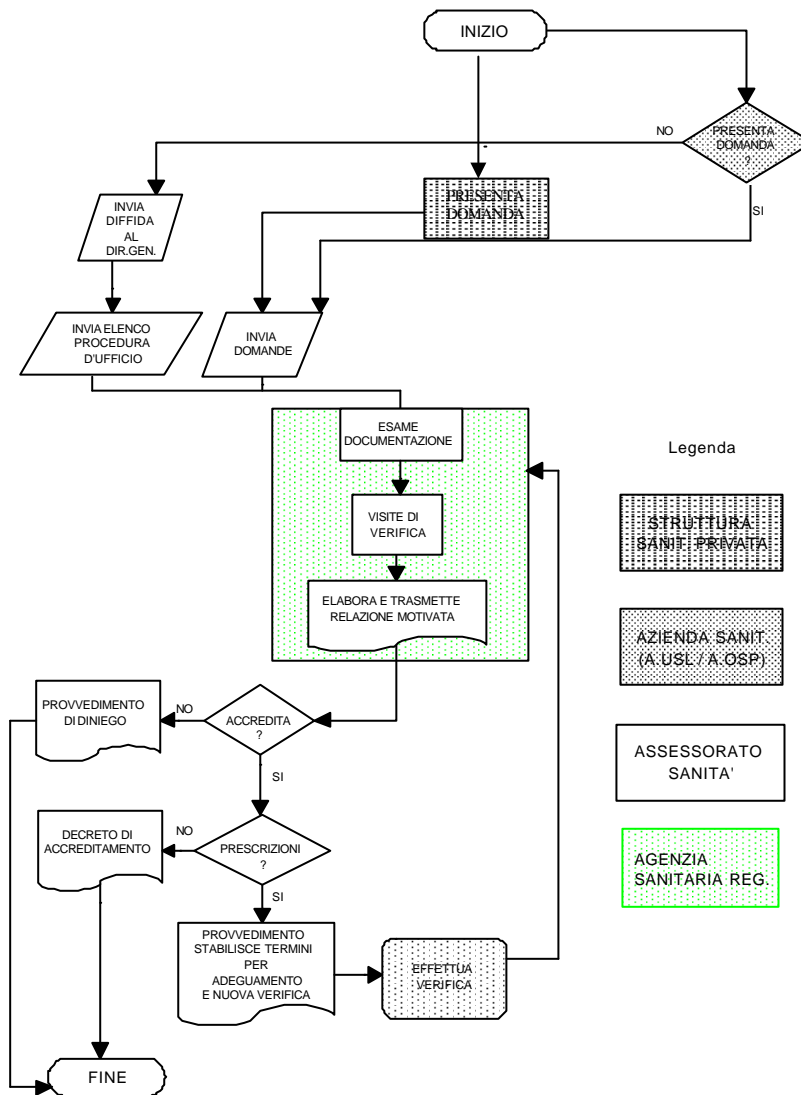 INIZIO
NO
PRESENTA
DOMANDA
?
SI
INVIA
DIFFIDA
AL
DIR.GEN.
PRESENTA
DOMANDA
INVIA ELENCO
PROCEDURA
D'UFFICIO
INVIA
DOMANDE
ESAME
DOCUMENTAZIONE
VISITE DI
VERIFICA
ELABORA E TRASMETTE
RELAZIONE MOTIVATA
PROVVEDIMENTO
DI DINIEGO
NO
ACCREDITA
?
SI
DECRETO DI
ACCREDITAMENTO
NO
PRESCRIZIONI
?
SI
PROVVEDIMENTO
STABILISCE TERMINI
PER
ADEGUAMENTO
E NUOVA VERIFICA
EFFETTUA
VERIFICA
FINE
Legenda
STRUTTURA
SANIT. PRIVATA
AZIENDA SANIT.
(A.USL / A.OSP)
ASSESSORATO
SANITA'
AGENZIA
SANITARIA REG.